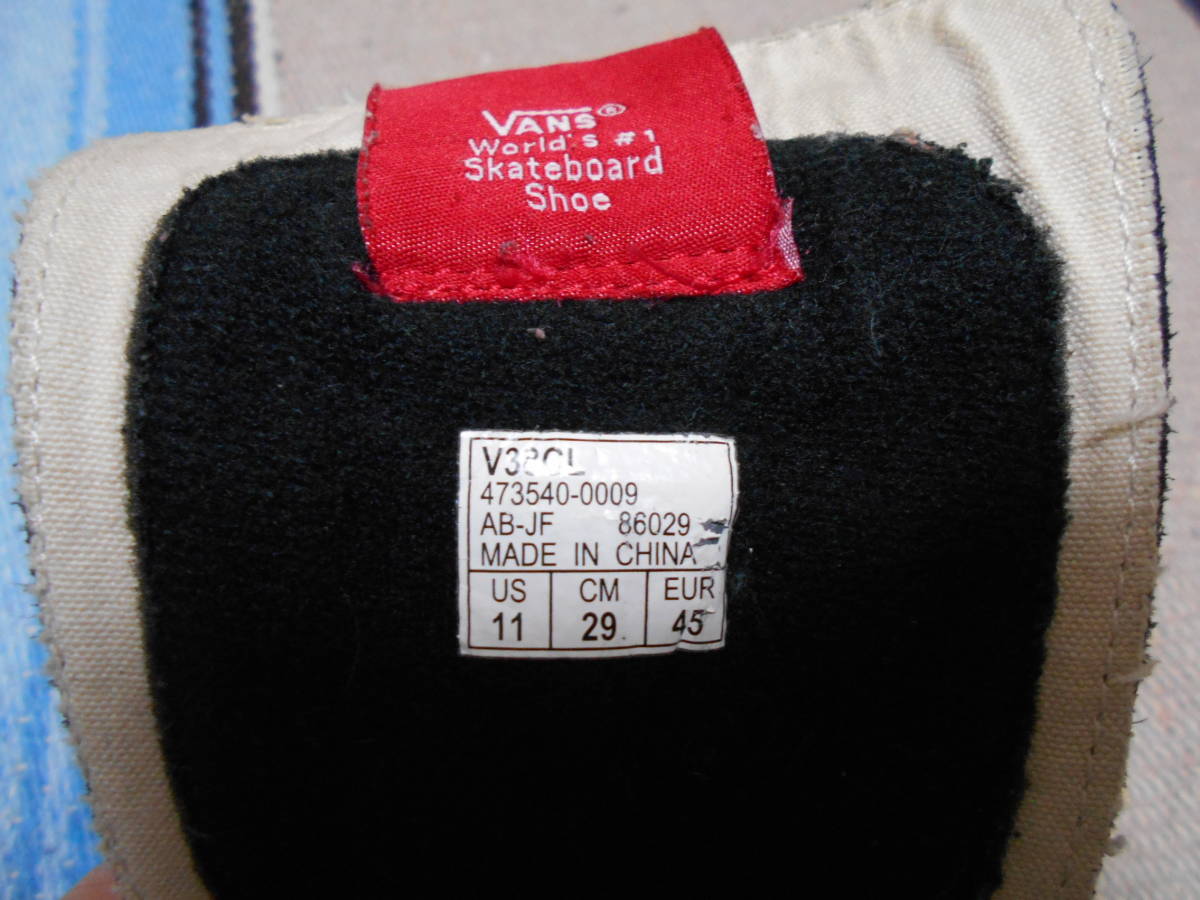 VANS®
World's #1
Skateboard
Shoe
V38CL
473540-0009
AB-JF 86029
MADE IN CHINA
US CM EUR
11 29 45